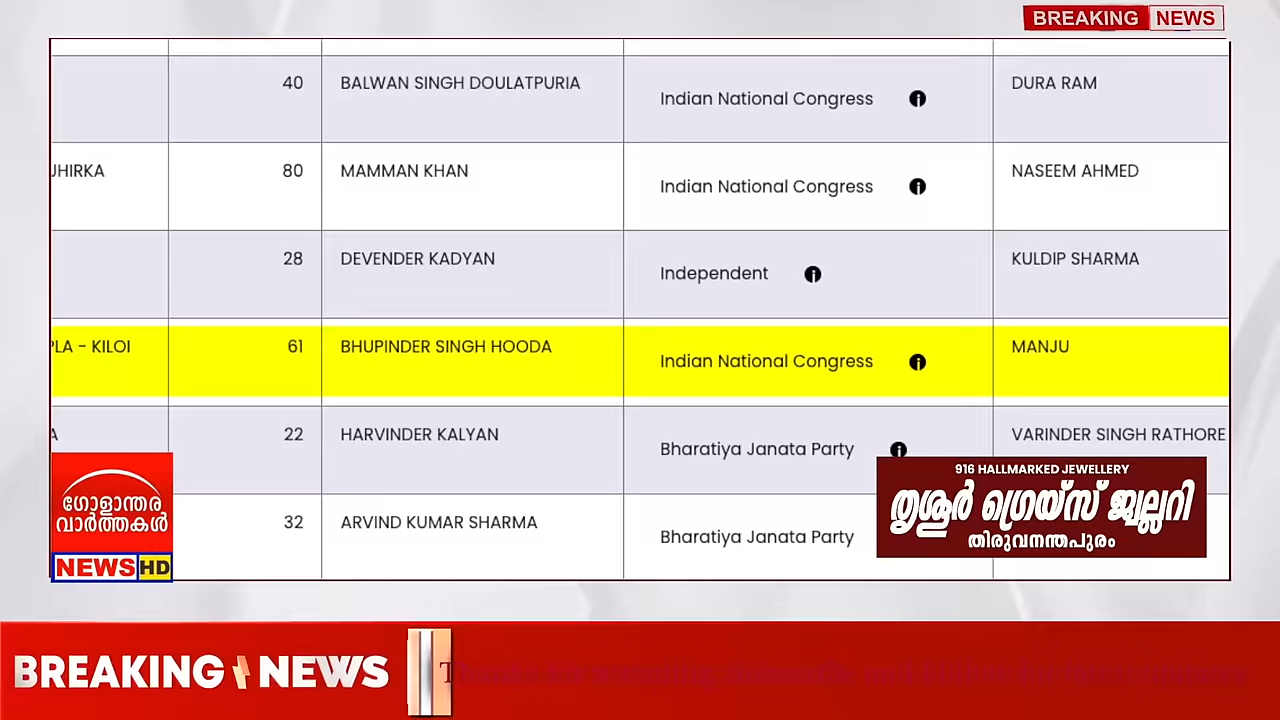 BREAKING NEWS
40 BALWAN SINGH DOULATPURIA Indian National Congress DURA RAM
JHIRKA 80 MAMMAN KHAN Indian National Congress NASEEM AHMED
28 DEVENDER KADYAN Independent KULDIP SHARMA
PLA - KILOI 61 BHUPINDER SINGH HOODA Indian National Congress MANJU
A 22 HARVINDER KALYAN Bharatiya Janata Party VARINDER SINGH RATHORE
32 ARVIND KUMAR SHARMA Bharatiya Janata Party
ഗോളാന്തര
വാർത്തകൾ
NEWS HD
916 HALLMARKED JEWELLERY
തൃശൂർ ഗ്രെയ്സ് ജ്വല്ലറി
തിരുവനന്തപുരം
BREAKING NEWS